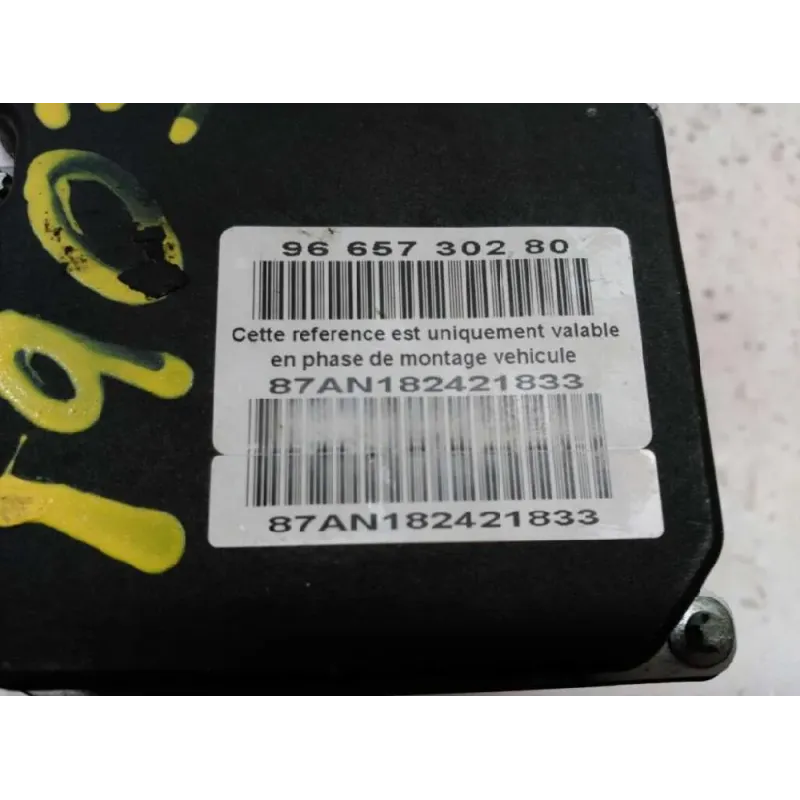 96 657 302 80
Cette reference est uniquement valable
en phase de montage vehicule
87AN182421833
87AN182421833